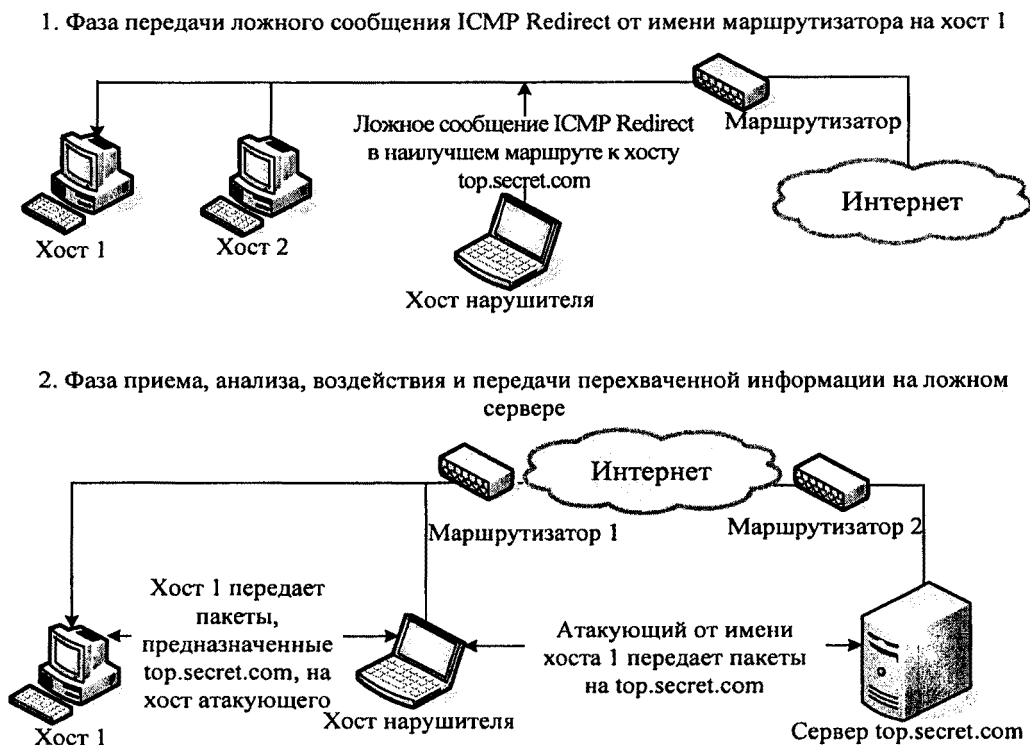 1. Фаза передачи ложного сообщения ICMP Redirect от имени маршрутизатора на хост 1
Ложное сообщение ICMP Redirect
в наилучшем маршруте к хосту
top.secret.com
Маршрутизатор
Интернет
Хост 1
Хост 2
Хост нарушителя
2. Фаза приема, анализа, воздействия и передачи перехваченной информации на ложном
сервере
Интернет
Маршрутизатор 1
Маршрутизатор 2
Хост 1 передает
пакеты,
предназначенные
top.secret.com, на
хост атакующего
Атакующий от имени
хоста 1 передает пакеты
на top.secret.com
Хост 1
Хост нарушителя
Сервер top.secret.com